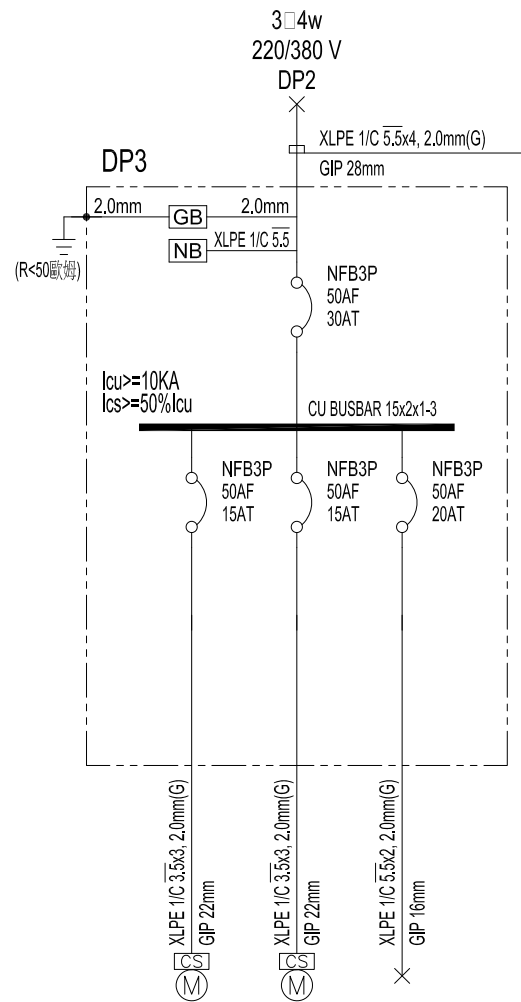 3□4w
220/380 V
DP2
XLPE 1/C 5.5x4, 2.0mm(G)
GIP 28mm
DP3
2.0mm
GB
2.0mm
NB
XLPE 1/C 5.5
(R<50歐姆)
NFB3P
50AF
30AT
Icu>=10KA
Ics>=50%Icu
CU BUSBAR 15x2x1-3
NFB3P
50AF
15AT
NFB3P
50AF
15AT
NFB3P
50AF
20AT
XLPE 1/C 3.5x3, 2.0mm(G)
GIP 22mm
XLPE 1/C 3.5x3, 2.0mm(G)
GIP 22mm
XLPE 1/C 5.5x2, 2.0mm(G)
GIP 16mm
CS
M
CS
M